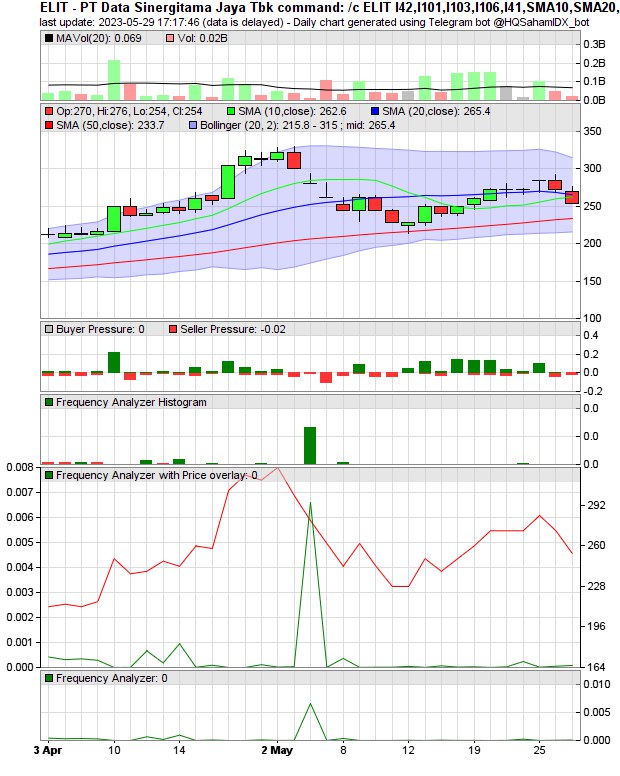 ELIT - PT Data Sinergitama Jaya Tbk command: /c ELIT I42,I101,I103,I106,I41,SMA10,SMA20,
last update: 2023-05-29 17:17:46 (data is delayed) - Daily chart generated using Telegram bot @HQSahamIDX_bot
MAVol(20): 0.069 Vol: 0.02B
0.3B
0.2B
0.1B
0.0B
Op:270, Hi:276, Lo:254, Cl:254 SMA (10,close): 262.6 SMA (20,close): 265.4
SMA (50,close): 233.7 Bollinger (20, 2): 215.8 - 315 ; mid: 265.4
350
300
250
200
150
100
Buyer Pressure: 0 Seller Pressure: -0.02
0.4
0.2
0.0
-0.2
Frequency Analyzer Histogram
0.0
0.0
0.0
Frequency Analyzer with Price overlay: 0
0.008
0.007
0.006
0.005
0.004
0.003
0.002
0.001
0.000
292
260
228
196
164
Frequency Analyzer: 0
0.010
0.005
0.000
3 Apr 10 14 2 May 8 12 19 25